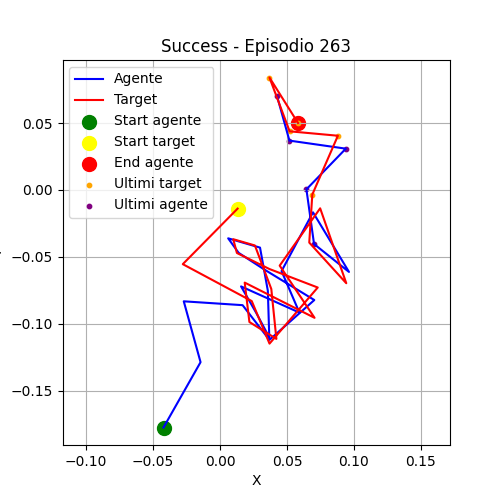 Success - Episodio 263
Agente
Target
Start agente
Start target
End agente
Ultimi target
Ultimi agente
0.05
0.00
−0.05
−0.10
−0.15
−0.10
−0.05
0.00
0.05
0.10
0.15
X